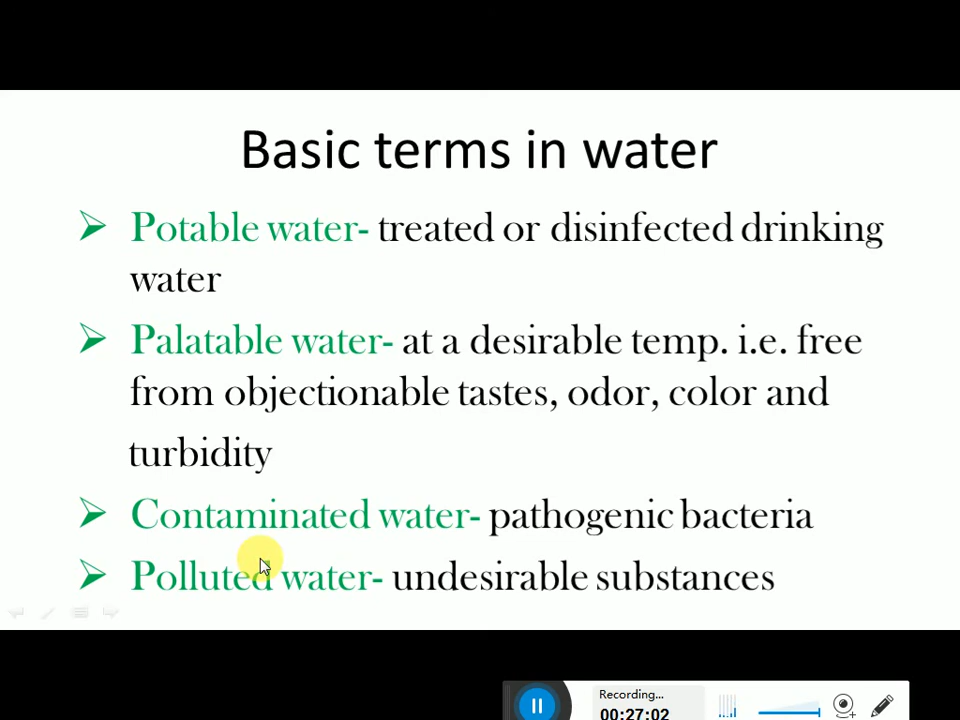 Basic terms in water
Potable water- treated or disinfected drinking
water
Palatable water- at a desirable temp. i.e. free
from objectionable tastes, odor, color and
turbidity
Contaminated water- pathogenic bacteria
Polluted water- undesirable substances
Recording...
00:27:02